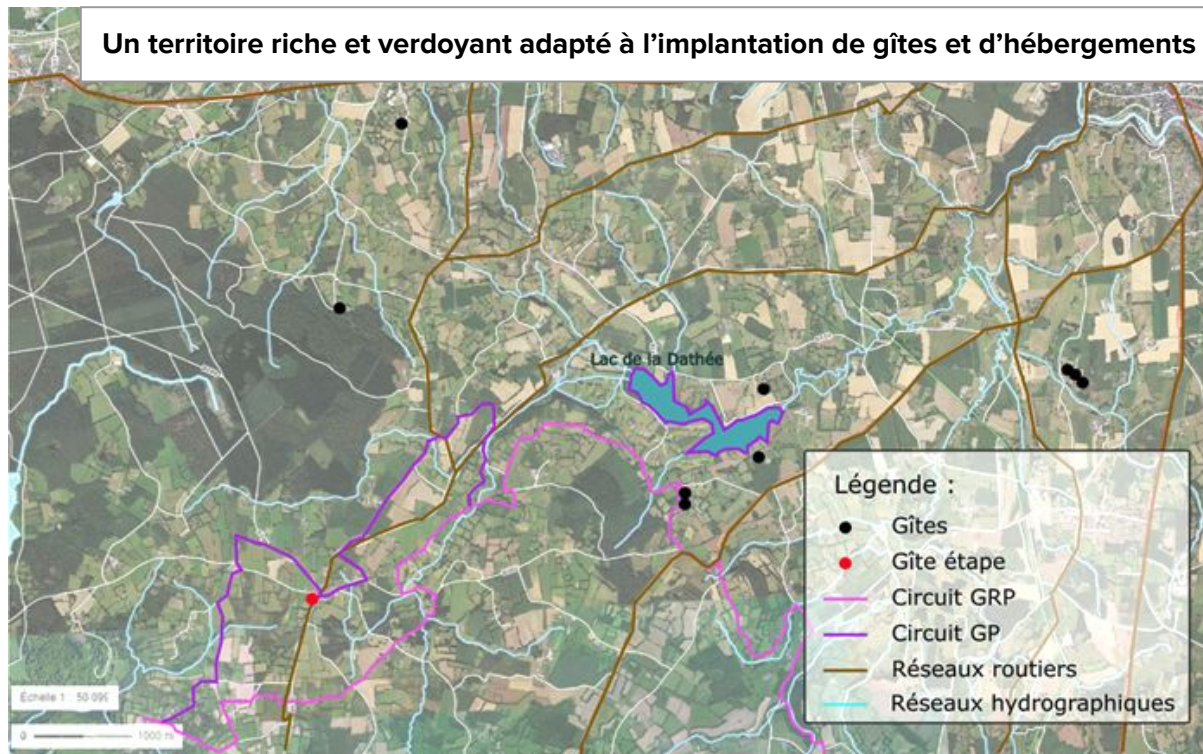 Un territoire riche et verdoyant adapté à l'implantation de gîtes et d'hébergements
Lac de la Dathée
Légende :
Gîtes
Gîte étape
Circuit GRP
Circuit GP
Réseaux routiers
Réseaux hydrographiques
Échelle 1 : 50 095
0 1000 m